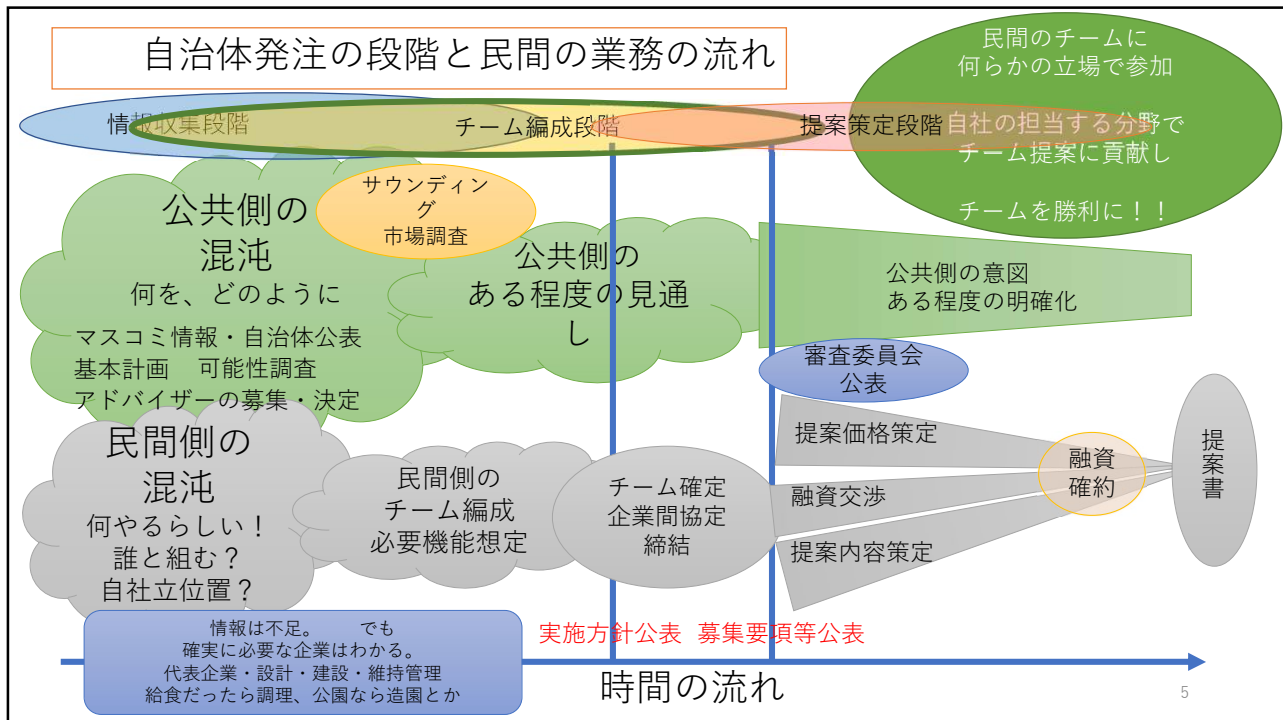 自治体発注の段階と民間の業務の流れ
民間のチームに
何らかの立場で参加
自社の担当する分野で
チーム提案に貢献し
チームを勝利に！！
情報収集段階
チーム編成段階
提案策定段階
サウンディン
グ
市場調査
公共側の
混沌
何を、どのように
マスコミ情報・自治体公表
基本計画　可能性調査
アドバイザーの募集・決定
公共側の
ある程度の見通
し
公共側の意図
ある程度の明確化
審査委員会
公表
民間側の
混沌
何やるらしい！
誰と組む？
自社立位置？
民間側の
チーム編成
必要機能想定
チーム確定
企業間協定
締結
提案価格策定
融資交渉
提案内容策定
融資
確約
提案書
実施方針公表 募集要項等公表
情報は不足。　でも
確実に必要な企業はわかる。
代表企業・設計・建設・維持管理
給食だったら調理、公園なら造園とか
時間の流れ
5